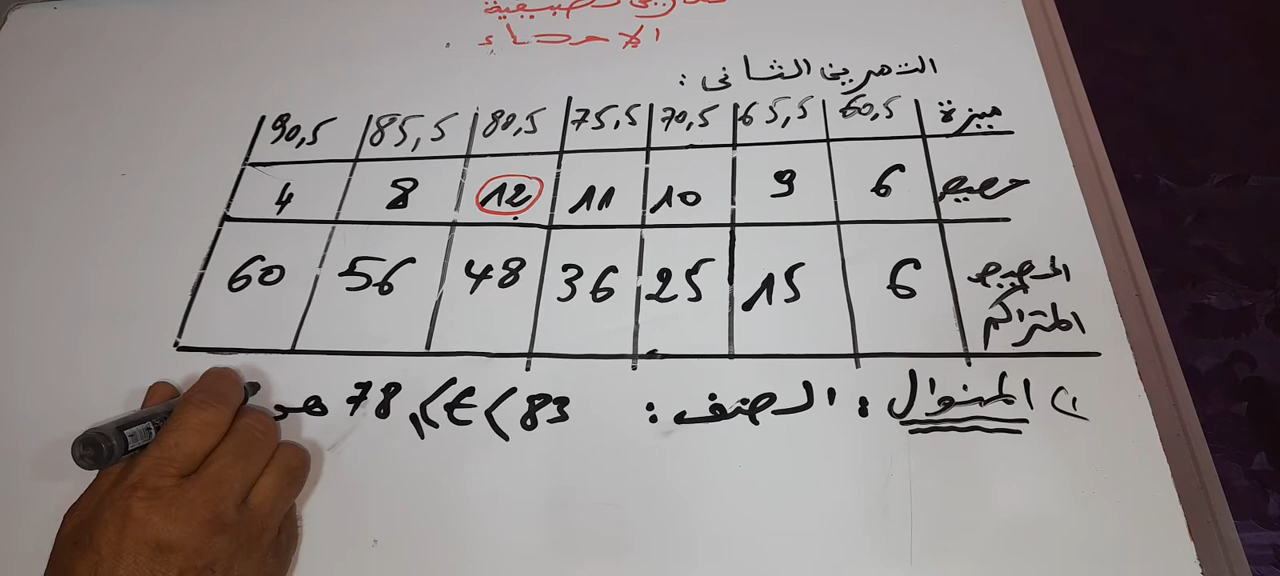 الإحصاء
التمرين الثاني :
ميزة 60,5 65,5 70,5 75,5 80,5 85,5 90,5
حصيص 6 9 10 11 12 8 4
الحصيص المتراكم 6 15 25 36 48 56 60
1) المنوال : الصنف : 78 ⩽ t < 83 هو